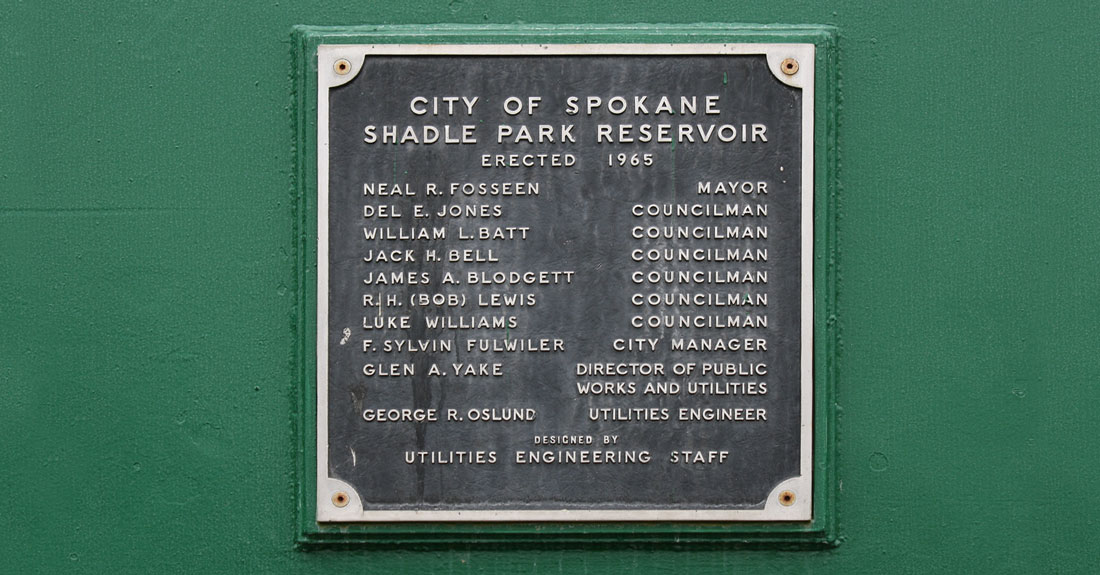 CITY OF SPOKANE
SHADLE PARK RESERVOIR
ERECTED 1965
NEAL R. FOSSEEN MAYOR
DEL E. JONES COUNCILMAN
WILLIAM L. BATT COUNCILMAN
JACK H. BELL COUNCILMAN
JAMES A. BLODGETT COUNCILMAN
R. H. (BOB) LEWIS COUNCILMAN
LUKE WILLIAMS COUNCILMAN
F. SYLVIN FULWILER CITY MANAGER
GLEN A. YAKE DIRECTOR OF PUBLIC
WORKS AND UTILITIES
GEORGE R. OSLUND UTILITIES ENGINEER
DESIGNED BY
UTILITIES ENGINEERING STAFF